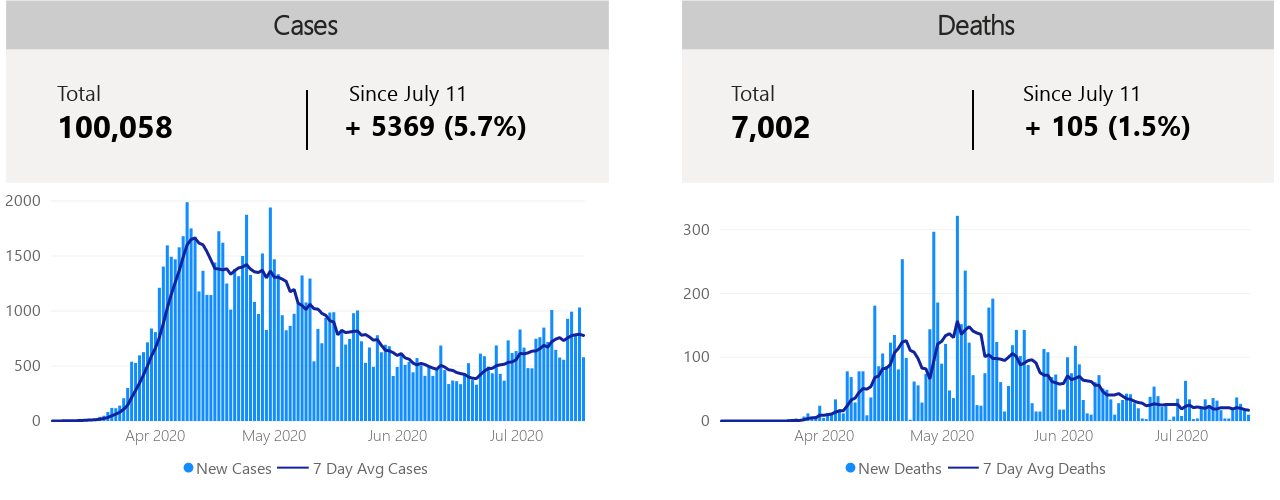 Cases
Total
100,058
Since July 11
+ 5369 (5.7%)
2000
1500
1000
500
0
Apr 2020 May 2020 Jun 2020 Jul 2020
New Cases 7 Day Avg Cases
Deaths
Total
7,002
Since July 11
+ 105 (1.5%)
300
200
100
0
Apr 2020 May 2020 Jun 2020 Jul 2020
New Deaths 7 Day Avg Deaths